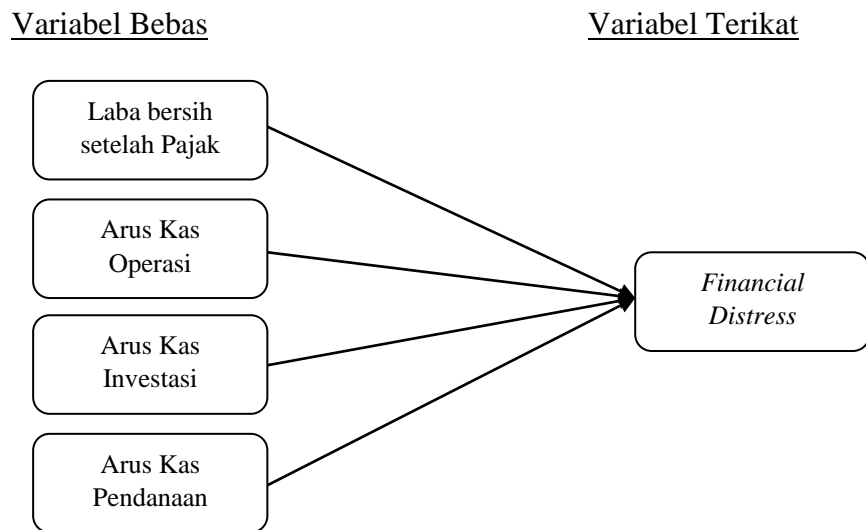 Variabel Bebas
Variabel Terikat
Laba bersih
setelah Pajak
Arus Kas
Operasi
Arus Kas
Investasi
Arus Kas
Pendanaan
Financial
Distress